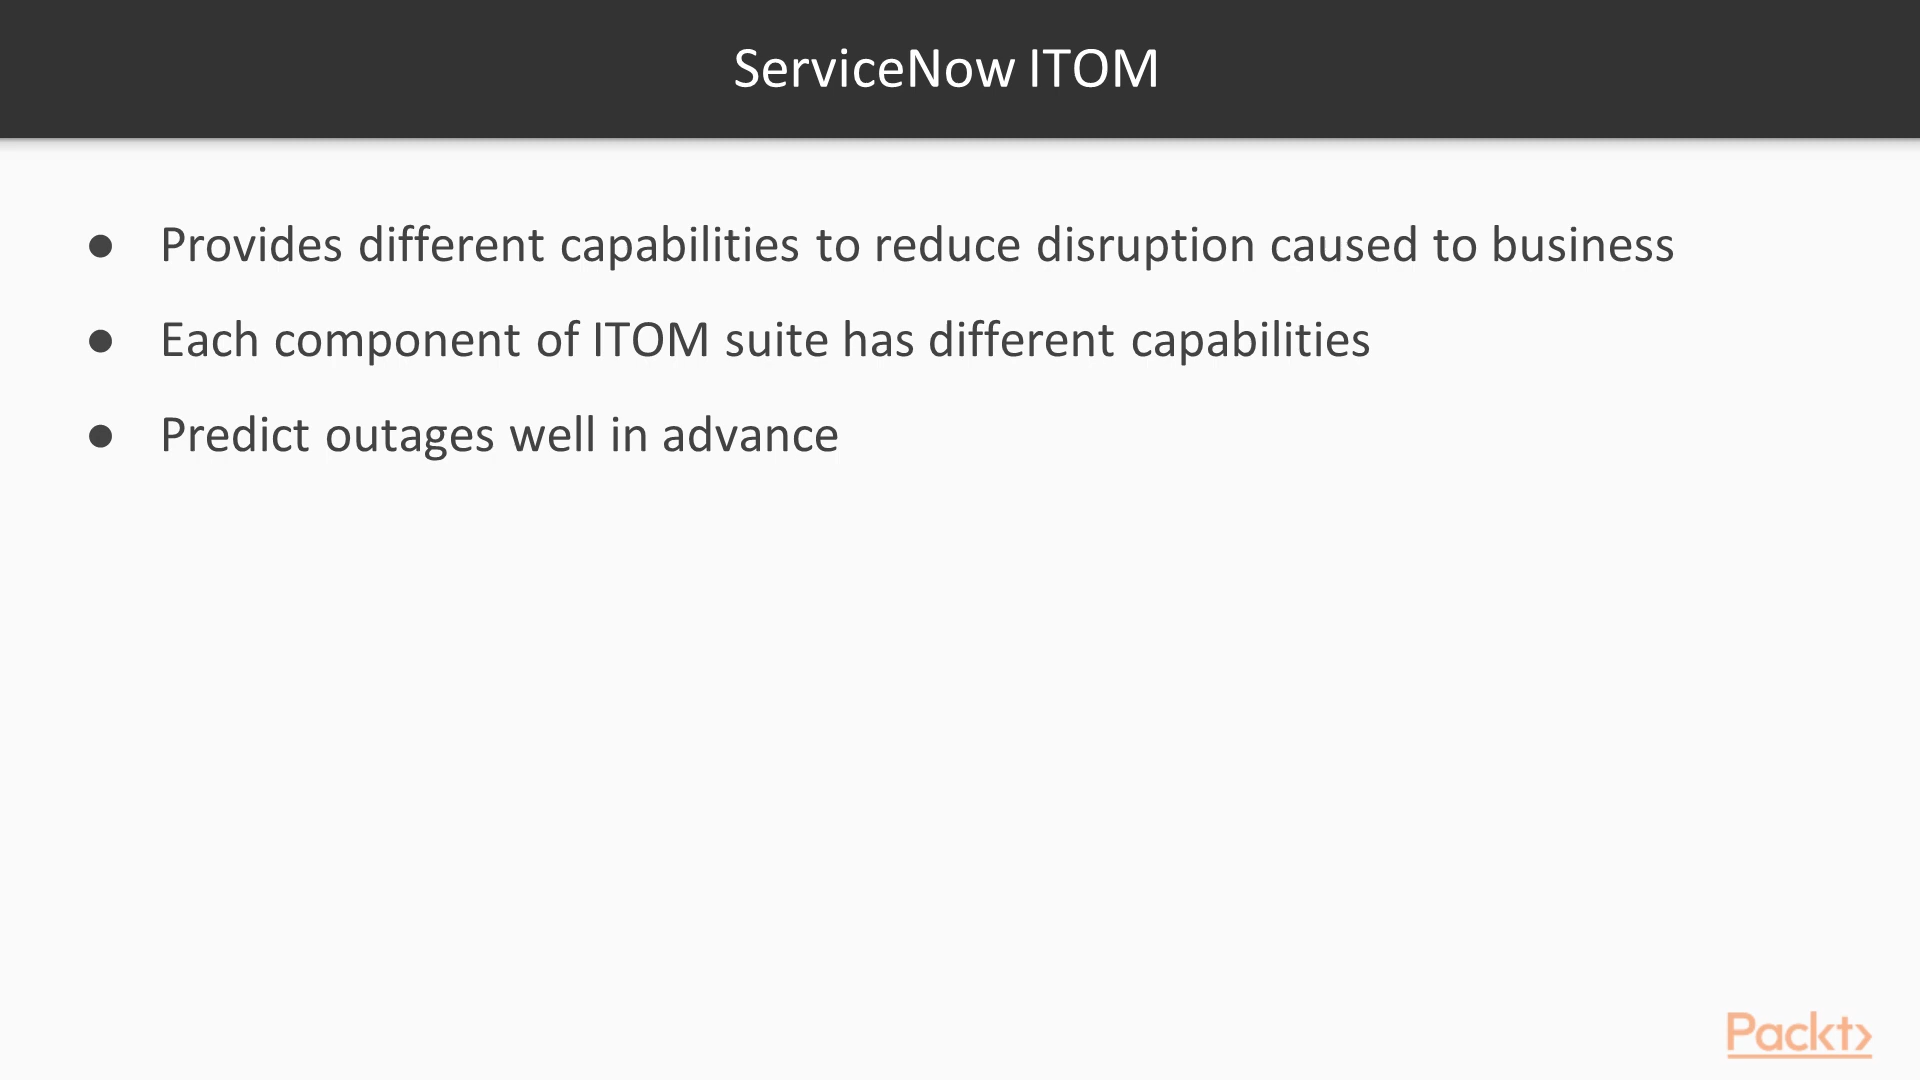 ServiceNow ITOM
● Provides different capabilities to reduce disruption caused to business
● Each component of ITOM suite has different capabilities
● Predict outages well in advance
Packt>